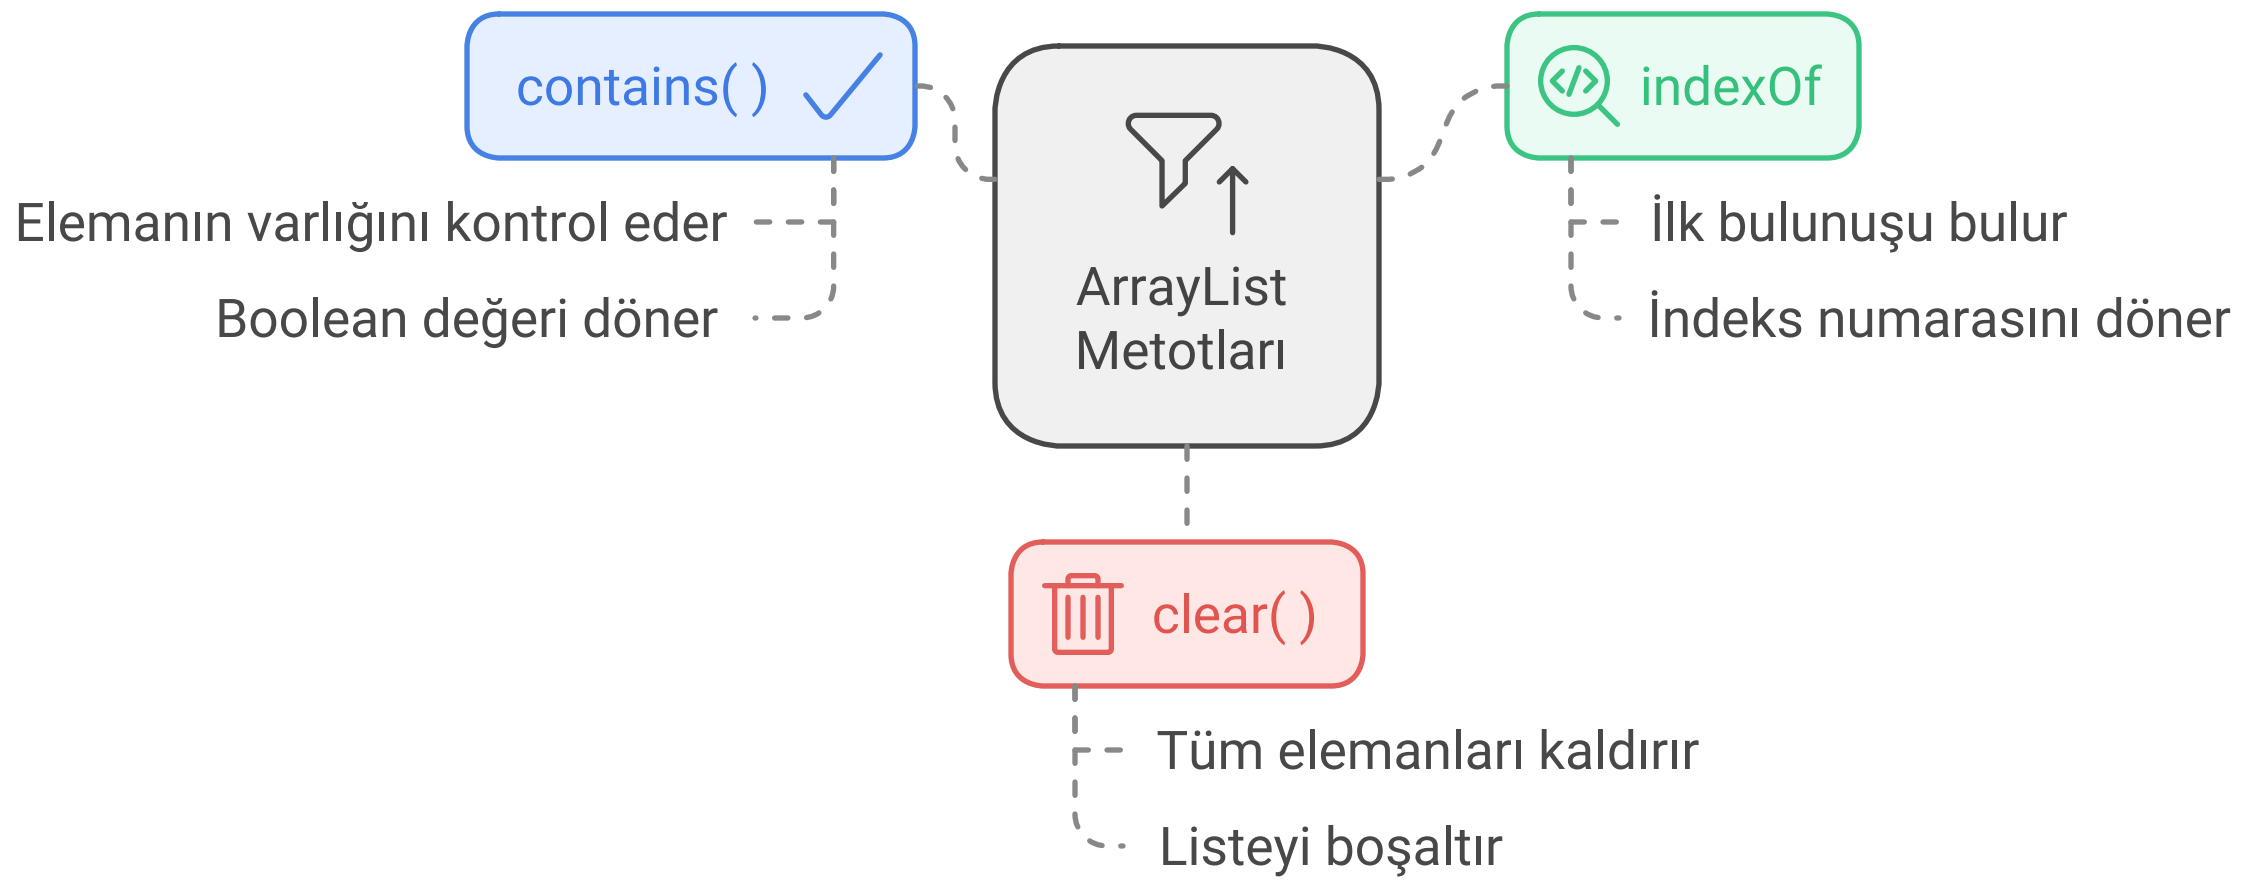 contains( )
Elemanın varlığını kontrol eder
Boolean değeri döner
ArrayList
Metotları
indexOf
İlk bulunuşu bulur
İndeks numarasını döner
clear( )
Tüm elemanları kaldırır
Listeyi boşaltır